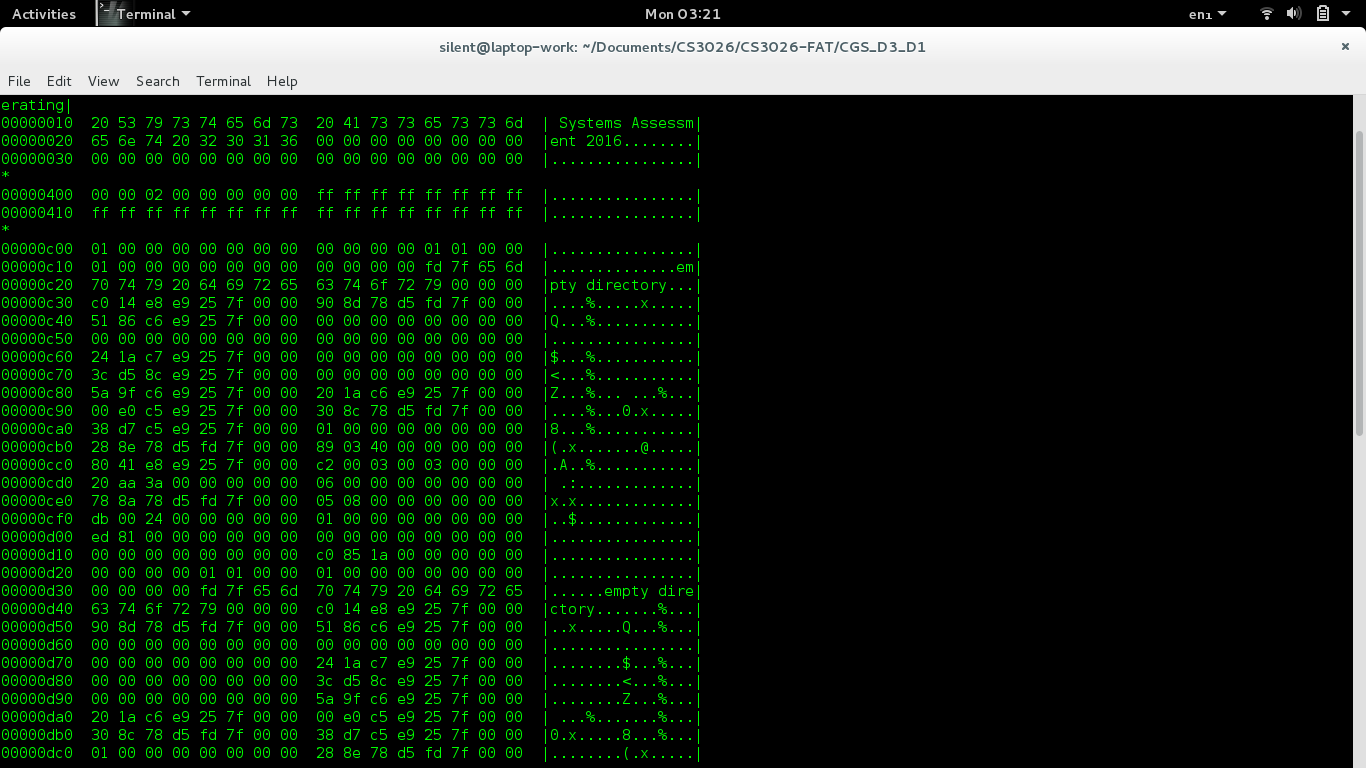 Activities Terminal Mon 03:21 en1
silent@laptop-work: ~/Documents/CS3026/CS3026-FAT/CGS_D3_D1 ×
File Edit View Search Terminal Help
erating|
00000010  20 53 79 73 74 65 6d 73  20 41 73 73 65 73 73 6d  | Systems Assessm|
00000020  65 6e 74 20 32 30 31 36  00 00 00 00 00 00 00 00  |ent 2016........|
00000030  00 00 00 00 00 00 00 00  00 00 00 00 00 00 00 00  |................|
*
00000400  00 00 02 00 00 00 00 00  ff ff ff ff ff ff ff ff  |................|
00000410  ff ff ff ff ff ff ff ff  ff ff ff ff ff ff ff ff  |................|
*
00000c00  01 00 00 00 00 00 00 00  00 00 00 00 01 01 00 00  |................|
00000c10  01 00 00 00 00 00 00 00  00 00 00 00 fd 7f 65 6d  |..............em|
00000c20  70 74 79 20 64 69 72 65  63 74 6f 72 79 00 00 00  |pty directory...|
00000c30  c0 14 e8 e9 25 7f 00 00  90 8d 78 d5 fd 7f 00 00  |....%.....x.....|
00000c40  51 86 c6 e9 25 7f 00 00  00 00 00 00 00 00 00 00  |Q...%...........|
00000c50  00 00 00 00 00 00 00 00  00 00 00 00 00 00 00 00  |................|
00000c60  24 1a c7 e9 25 7f 00 00  00 00 00 00 00 00 00 00  |$...%...........|
00000c70  3c d5 8c e9 25 7f 00 00  00 00 00 00 00 00 00 00  |<...%...........|
00000c80  5a 9f c6 e9 25 7f 00 00  20 1a c6 e9 25 7f 00 00  |Z...%... ...%...|
00000c90  00 e0 c5 e9 25 7f 00 00  30 8c 78 d5 fd 7f 00 00  |....%...0.x.....|
00000ca0  38 d7 c5 e9 25 7f 00 00  01 00 00 00 00 00 00 00  |8...%...........|
00000cb0  28 8e 78 d5 fd 7f 00 00  89 03 40 00 00 00 00 00  |(.x.......@.....|
00000cc0  80 41 e8 e9 25 7f 00 00  c2 00 03 00 03 00 00 00  |.A..%...........|
00000cd0  20 aa 3a 00 00 00 00 00  06 00 00 00 00 00 00 00  | .:.............|
00000ce0  78 8a 78 d5 fd 7f 00 00  05 08 00 00 00 00 00 00  |x.x.............|
00000cf0  db 00 24 00 00 00 00 00  01 00 00 00 00 00 00 00  |..$.............|
00000d00  ed 81 00 00 00 00 00 00  00 00 00 00 00 00 00 00  |................|
00000d10  00 00 00 00 00 00 00 00  c0 85 1a 00 00 00 00 00  |................|
00000d20  00 00 00 00 01 01 00 00  01 00 00 00 00 00 00 00  |................|
00000d30  00 00 00 00 fd 7f 65 6d  70 74 79 20 64 69 72 65  |......empty dire|
00000d40  63 74 6f 72 79 00 00 00  c0 14 e8 e9 25 7f 00 00  |ctory.......%...|
00000d50  90 8d 78 d5 fd 7f 00 00  51 86 c6 e9 25 7f 00 00  |..x.....Q...%...|
00000d60  00 00 00 00 00 00 00 00  00 00 00 00 00 00 00 00  |................|
00000d70  00 00 00 00 00 00 00 00  24 1a c7 e9 25 7f 00 00  |........$...%...|
00000d80  00 00 00 00 00 00 00 00  3c d5 8c e9 25 7f 00 00  |........<...%...|
00000d90  00 00 00 00 00 00 00 00  5a 9f c6 e9 25 7f 00 00  |........Z...%...|
00000da0  20 1a c6 e9 25 7f 00 00  00 e0 c5 e9 25 7f 00 00  | ...%.......%...|
00000db0  30 8c 78 d5 fd 7f 00 00  38 d7 c5 e9 25 7f 00 00  |0.x.....8...%...|
00000dc0  01 00 00 00 00 00 00 00  28 8e 78 d5 fd 7f 00 00  |........(.x.....|